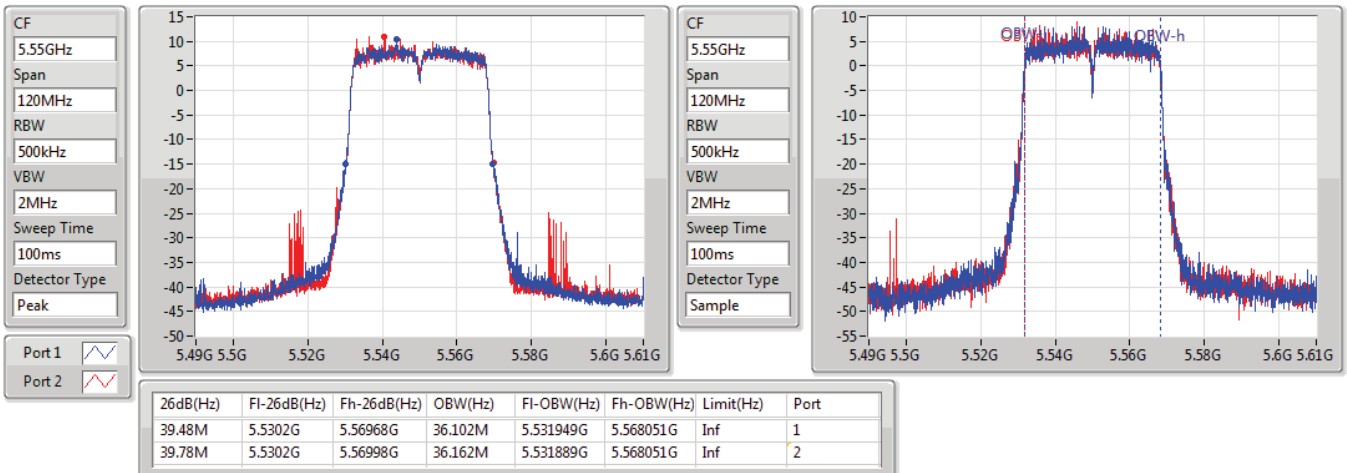 CF
5.55GHz
Span
120MHz
RBW
500kHz
VBW
2MHz
Sweep Time
100ms
Detector Type
Peak
Port 1
Port 2
15
10
5
0
-5
-10
-15
-20
-25
-30
-35
-40
-45
-50
5.49G 5.5G 5.52G 5.54G 5.56G 5.58G 5.6G 5.61G
CF
5.55GHz
Span
120MHz
RBW
500kHz
VBW
2MHz
Sweep Time
100ms
Detector Type
Sample
10
5
0
-5
-10
-15
-20
-25
-30
-35
-40
-45
-50
-55
OBW-h
5.49G 5.5G 5.52G 5.54G 5.56G 5.58G 5.6G 5.61G
26dB(Hz) Fl-26dB(Hz) Fh-26dB(Hz) OBW(Hz) Fl-OBW(Hz) Fh-OBW(Hz) Limit(Hz) Port
39.48M 5.5302G 5.56968G 36.102M 5.531949G 5.568051G Inf 1
39.78M 5.5302G 5.56998G 36.162M 5.531889G 5.568051G Inf 2